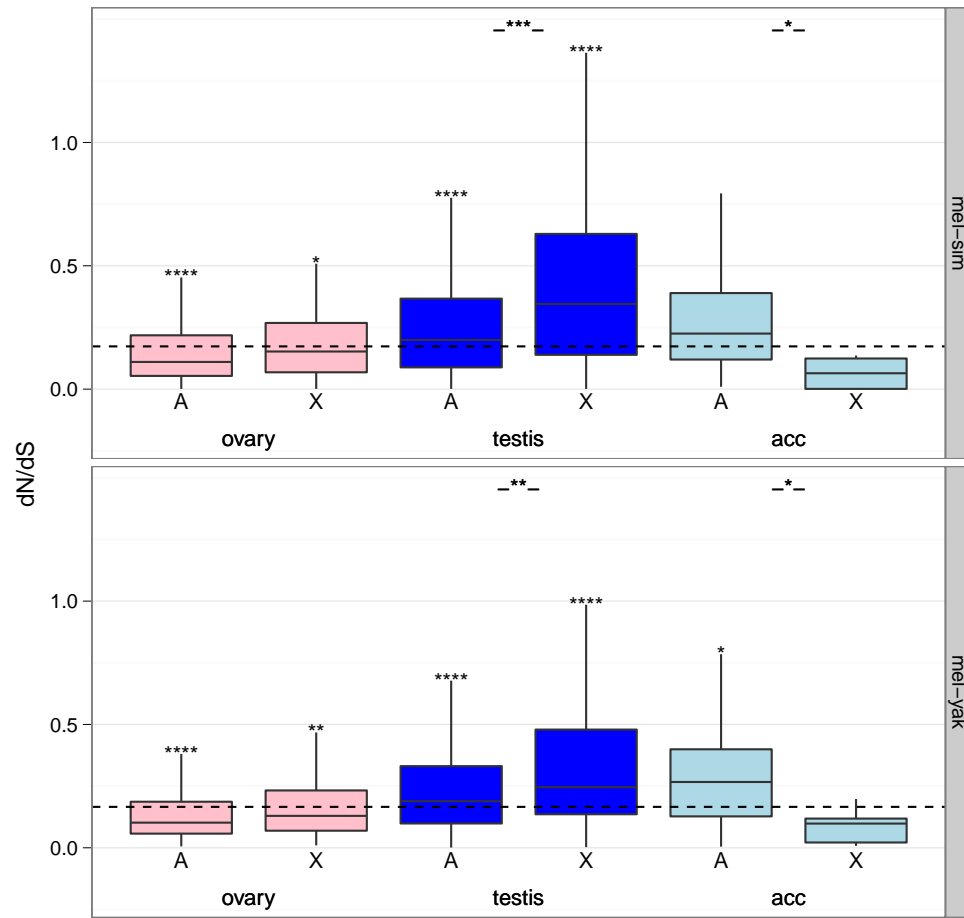 *** *
****
1.0
****
mel−sim
0.5
**** *
0.0
A X A X A X
ovary testis acc
dN/dS
** *
1.0
****
mel−yak
**** *
0.5
**** **
0.0
A X A X A X
ovary testis acc